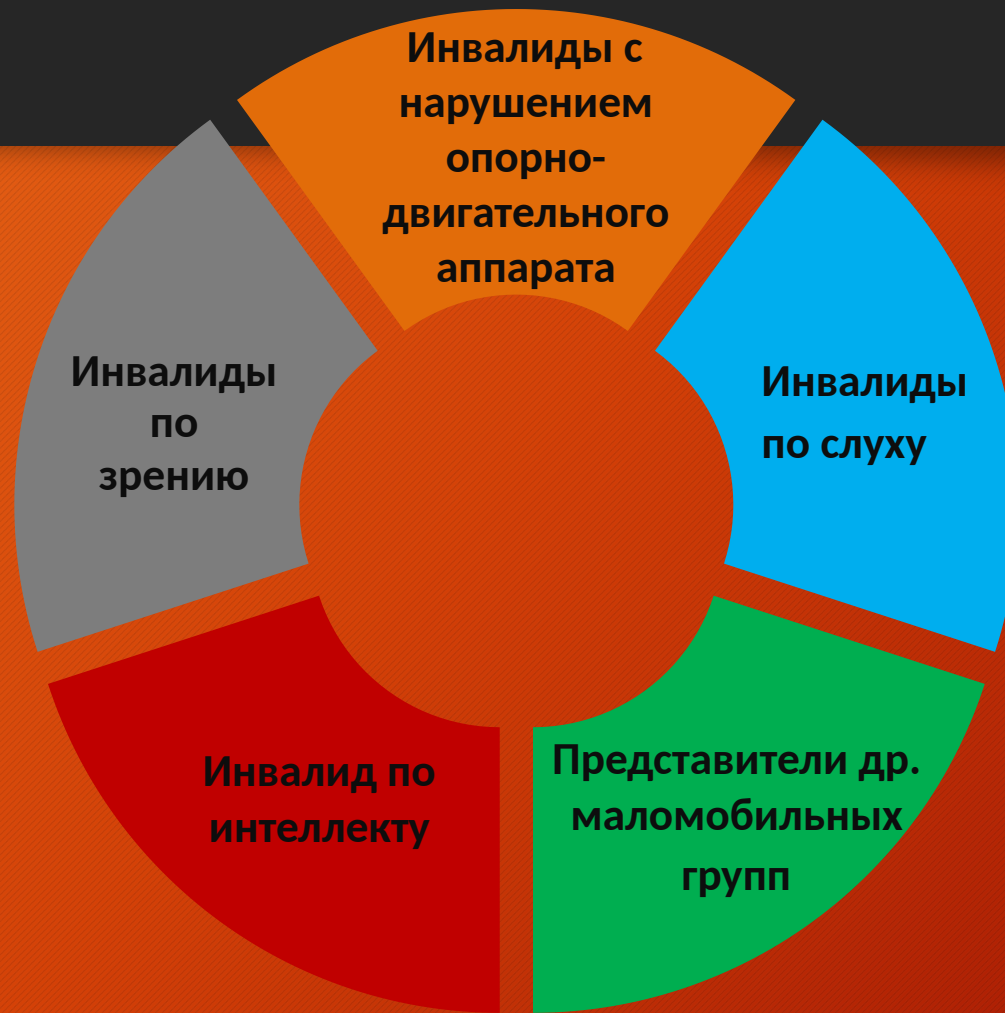 Инвалиды с
нарушением
опорно-
двигательного
аппарата
Инвалиды
по слуху
Представители др.
маломобильных
групп
Инвалид по
интеллекту
Инвалиды
по
зрению